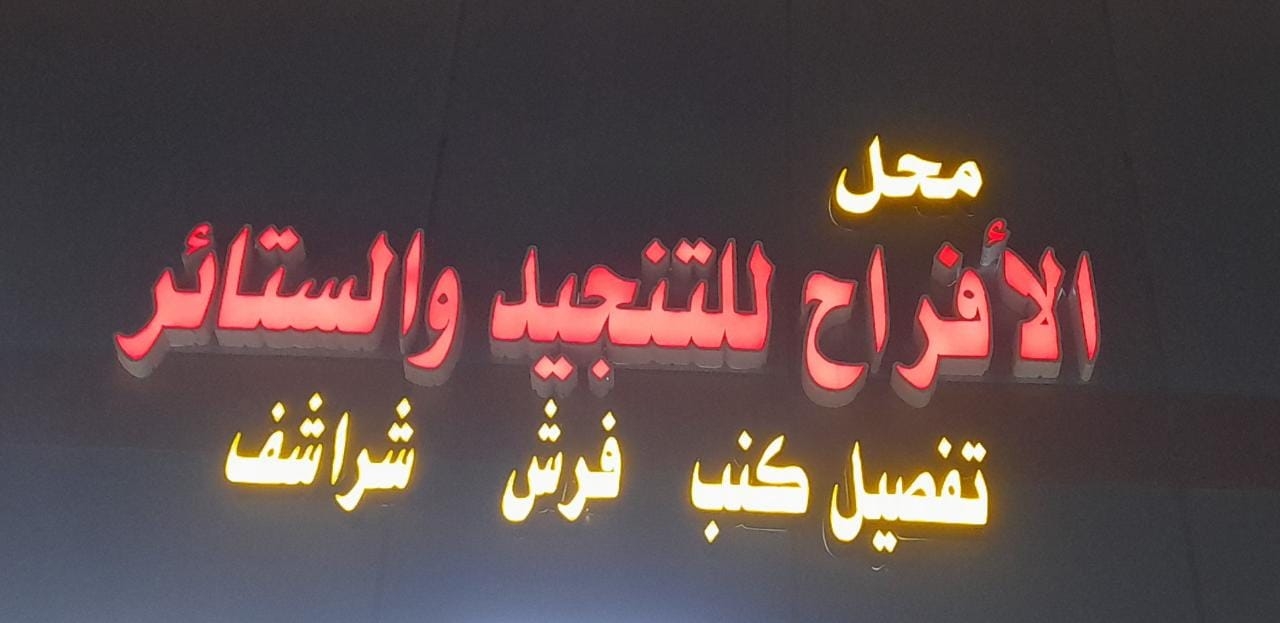 محل
الأفراح للتنجيد والستائر
تفصيل كنب فرش شراشف